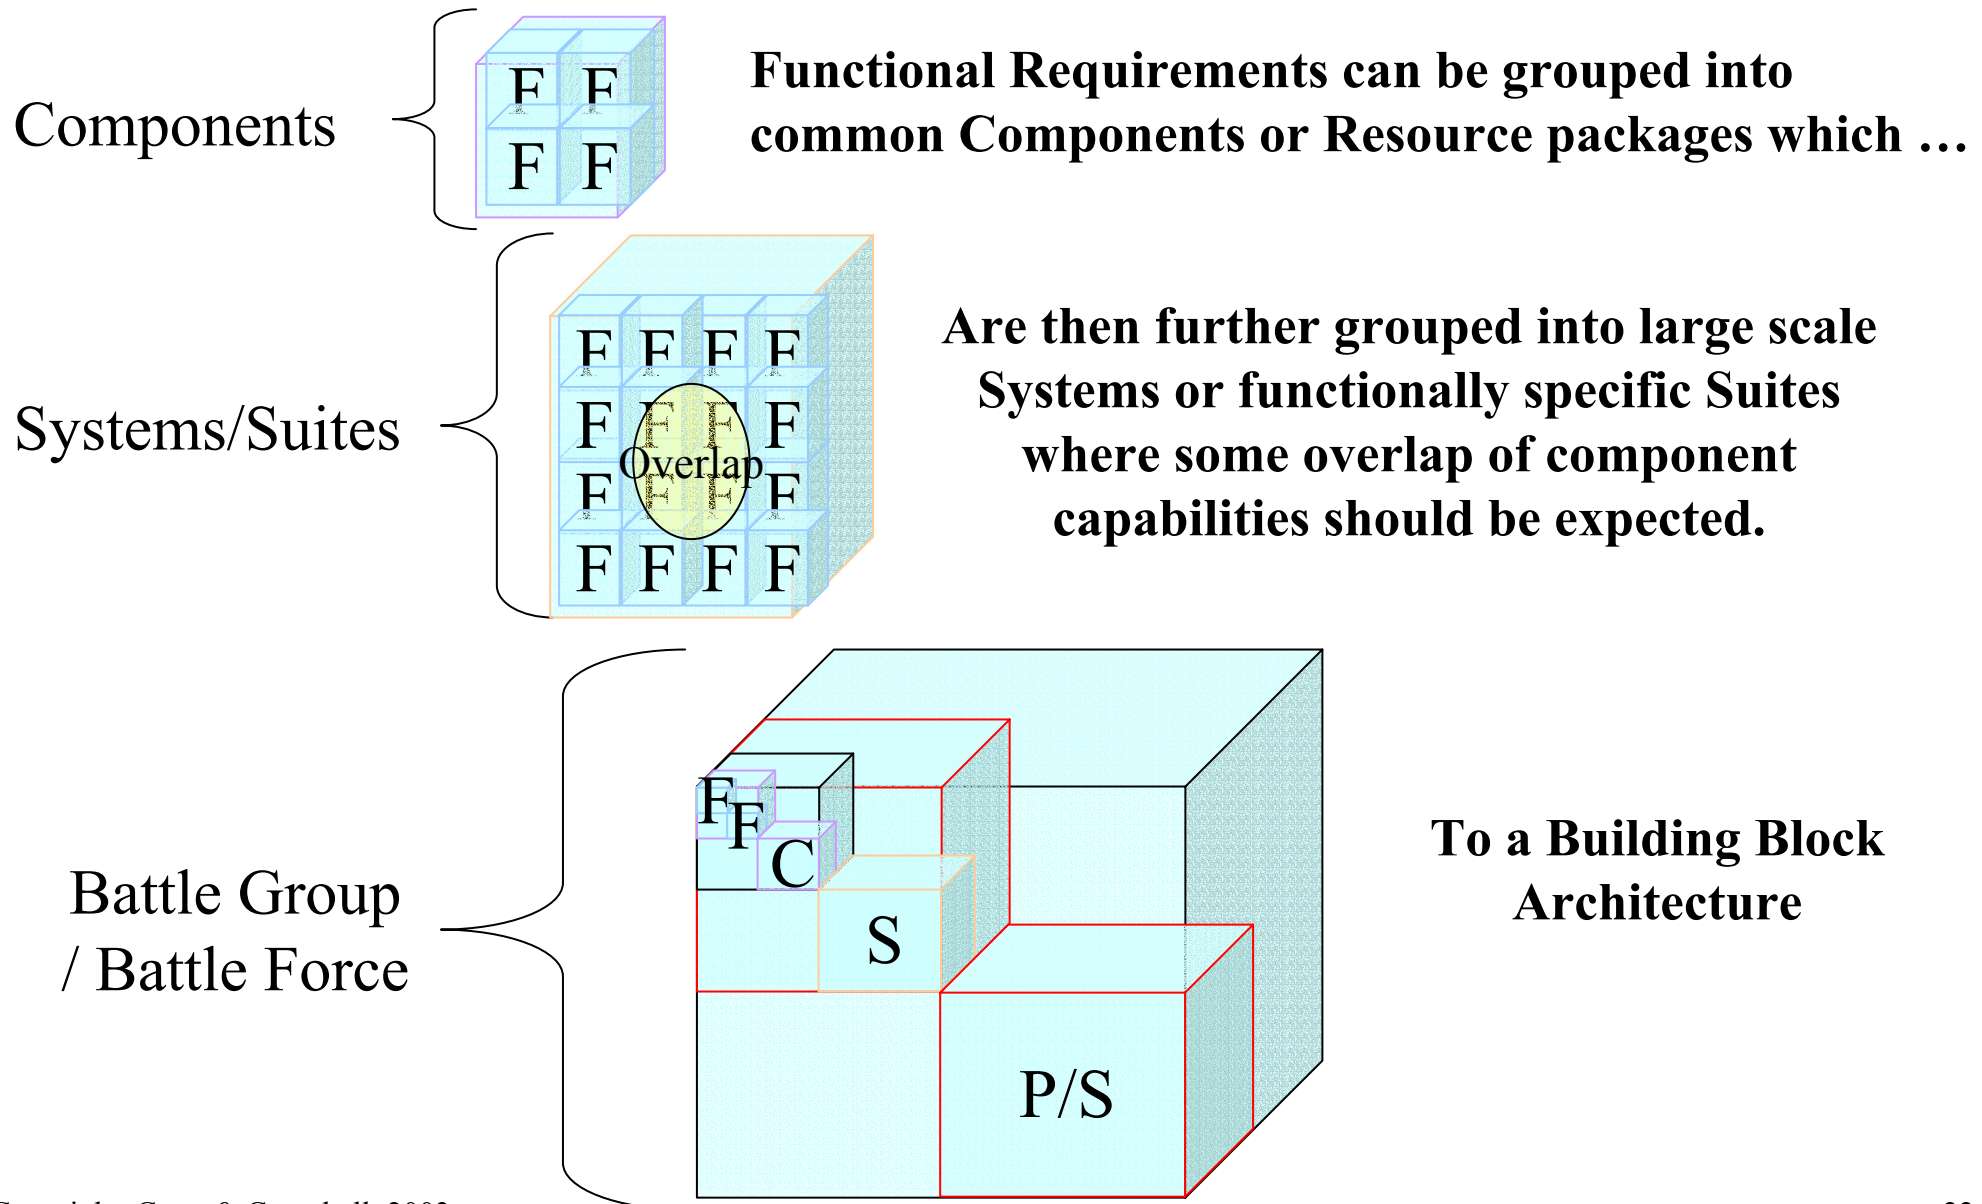 Components
F F
F F
Functional Requirements can be grouped into
common Components or Resource packages which …
Systems/Suites
F F F F
F F F F
Overlap
F F F F
F F F F
Are then further grouped into large scale
Systems or functionally specific Suites
where some overlap of component
capabilities should be expected.
Battle Group
/ Battle Force
F
F
C
S
P/S
To a Building Block
Architecture